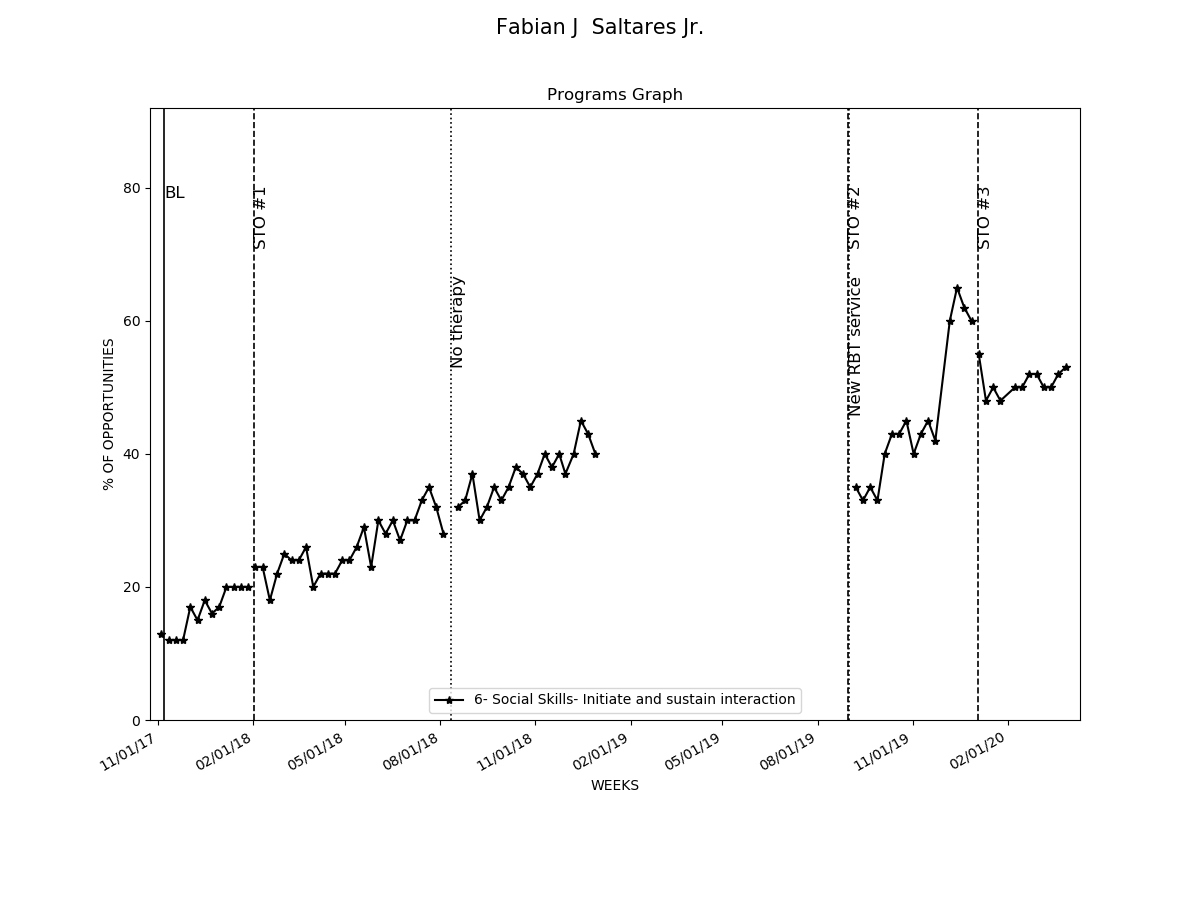 Fabian J  Saltares Jr.
Programs Graph
80
60
40
20
0
% OF OPPORTUNITIES
BL
STO #1
No therapy
New RBT service
STO #2
STO #3
6- Social Skills- Initiate and sustain interaction
11/01/17
02/01/18
05/01/18
08/01/18
11/01/18
02/01/19
05/01/19
08/01/19
11/01/19
02/01/20
WEEKS